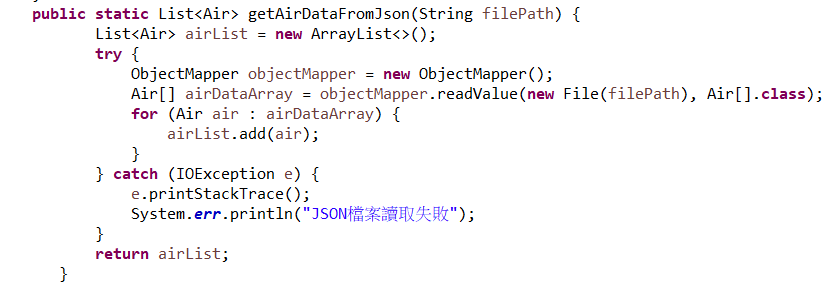 public static List<Air> getAirDataFromJson(String filePath) {
List<Air> airList = new ArrayList<>();
try {
ObjectMapper objectMapper = new ObjectMapper();
Air[] airDataArray = objectMapper.readValue(new File(filePath), Air[].class);
for (Air air : airDataArray) {
airList.add(air);
}
} catch (IOException e) {
e.printStackTrace();
System.err.println("JSON檔案讀取失敗");
}
return airList;
}